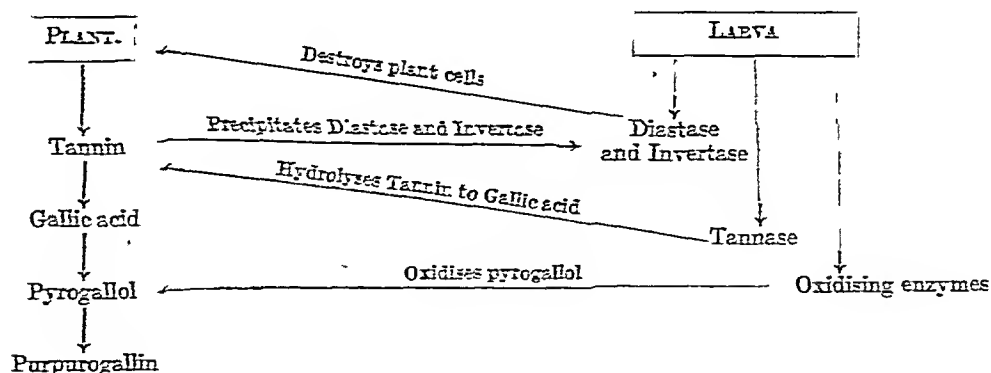 PLANT.
LARVA
Destroys plant cells
Precipitates Diastase and Invertase
Tannin
Diastase
and Invertase
Hydrolyses Tannin to Gallic acid
Gallic acid
Tannase
Oxidises pyrogallol
Pyrogallol
Oxidising enzymes
Purpurogallin